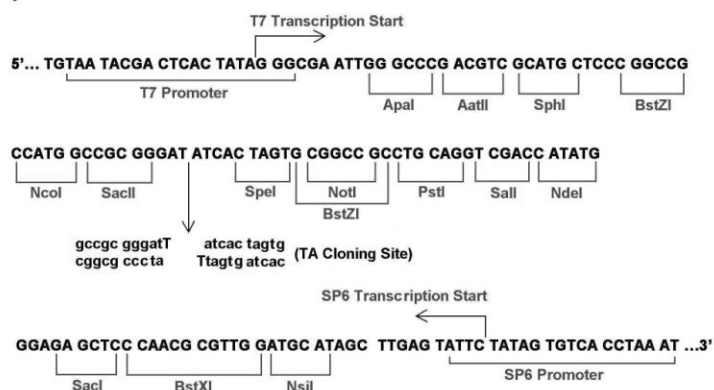 T7 Transcription Start
5'... TGTAA TACGA CTCAC TATAG GGCGA ATTGG GCCCG ACGTC GCATG CTCCC GGCCG
T7 Promoter
ApaI AatII SphI BstZI
CCATGG GCCGC GGGAT ATCAC TAGTG CGGCC GCCTG CAGGT CGACC ATATG
NcoI SacII SpeI NotI PstI SalI NdeI
BstZI
gccgc gggatT atcac tagtg
cggcg cccta Ttagtg atcac (TA Cloning Site)
SP6 Transcription Start
GGAGA GCTCC CAACG CGTTG GATGC ATAGC TTGAG TATTC TATAG TGTCA CCTAA AT ...3'
SacI BstXI NsiI SP6 Promoter